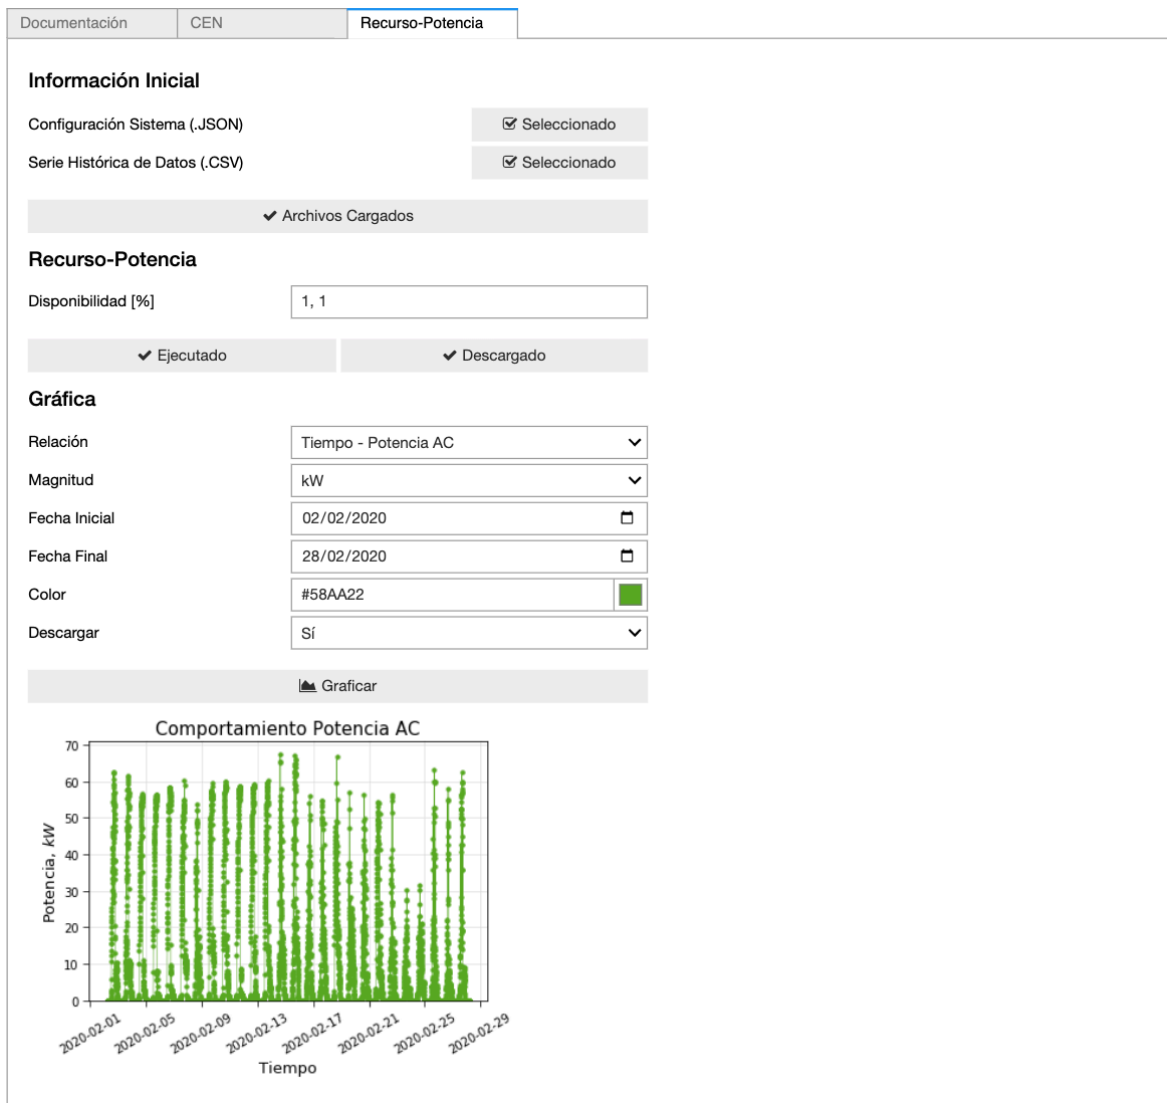 Documentación CEN Recurso-Potencia
Información Inicial
Configuración Sistema (.JSON) Seleccionado
Serie Histórica de Datos (.CSV) Seleccionado
Archivos Cargados
Recurso-Potencia
Disponibilidad [%] 1, 1
Ejecutado Descargado
Gráfica
Relación Tiempo - Potencia AC
Magnitud kW
Fecha Inicial 02/02/2020
Fecha Final 28/02/2020
Color #58AA22
Descargar Sí
Graficar
Comportamiento Potencia AC
70
60
50
40
30
20
10
0
Potencia, kW
2020-02-01 2020-02-05 2020-02-09 2020-02-13 2020-02-17 2020-02-21 2020-02-25 2020-02-29
Tiempo